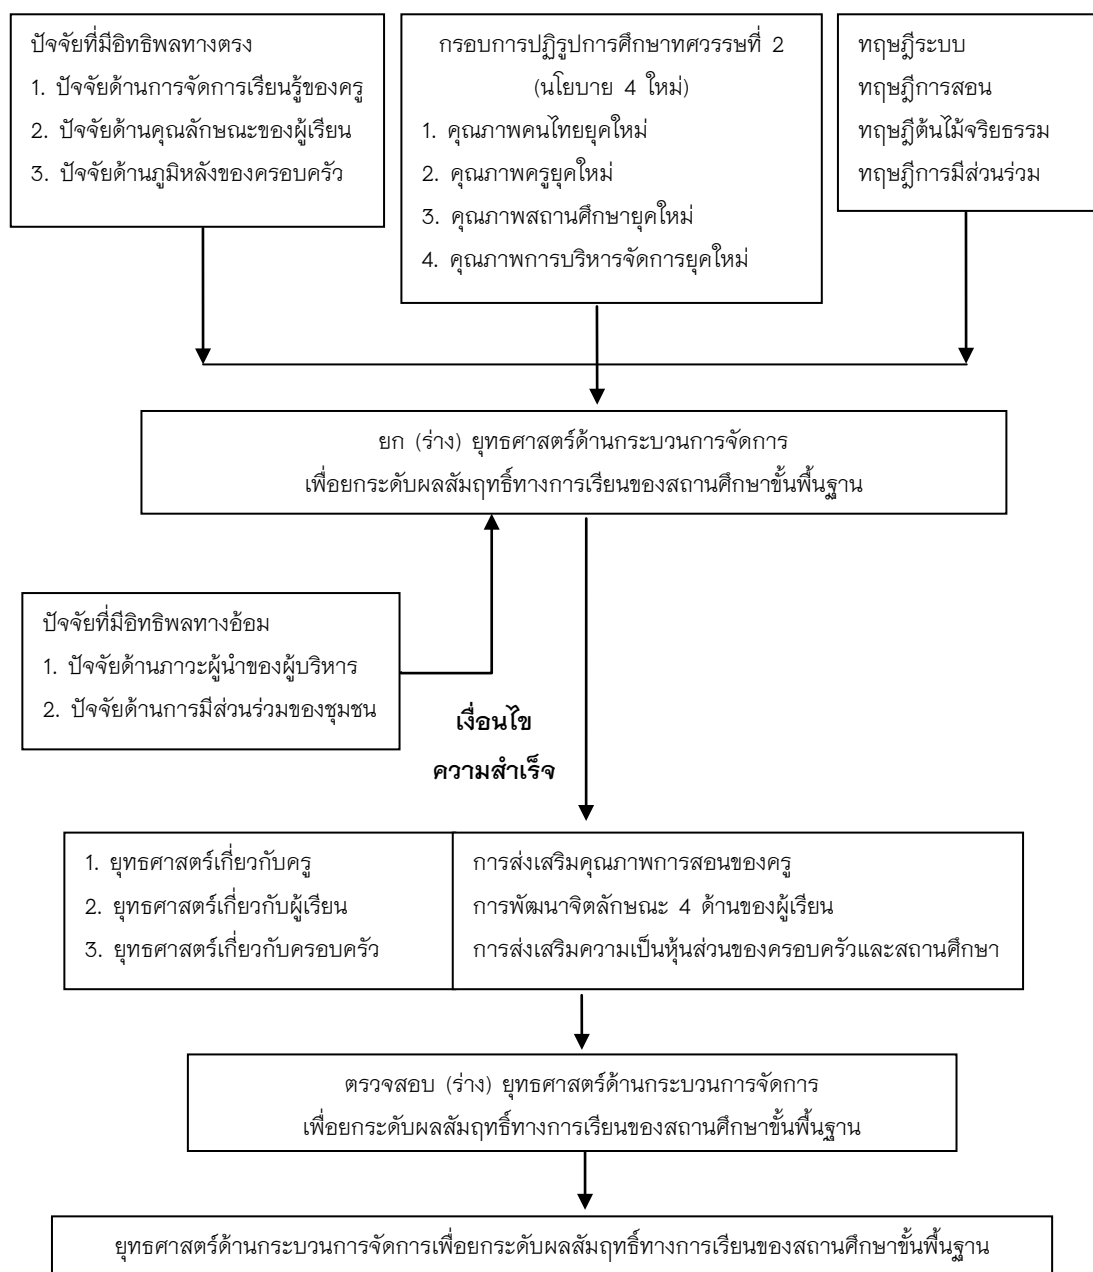 ปัจจัยที่มีอิทธิพลทางตรง
1. ปัจจัยด้านการจัดการเรียนรู้ของครู
2. ปัจจัยด้านคุณลักษณะของผู้เรียน
3. ปัจจัยด้านภูมิหลังของครอบครัว
กรอบการปฏิรูปการศึกษาทศวรรษที่ 2
(นโยบาย 4 ใหม่)
1. คุณภาพคนไทยยุคใหม่
2. คุณภาพครูยุคใหม่
3. คุณภาพสถานศึกษายุคใหม่
4. คุณภาพการบริหารจัดการยุคใหม่
ทฤษฎีระบบ
ทฤษฎีการสอน
ทฤษฎีต้นไม้จริยธรรม
ทฤษฎีการมีส่วนร่วม
ยก (ร่าง) ยุทธศาสตร์ด้านกระบวนการจัดการ
เพื่อยกระดับผลสัมฤทธิ์ทางการเรียนของสถานศึกษาขั้นพื้นฐาน
ปัจจัยที่มีอิทธิพลทางอ้อม
1. ปัจจัยด้านภาวะผู้นำของผู้บริหาร
2. ปัจจัยด้านการมีส่วนร่วมของชุมชน
เงื่อนไข
ความสำเร็จ
1. ยุทธศาสตร์เกี่ยวกับครู
2. ยุทธศาสตร์เกี่ยวกับผู้เรียน
3. ยุทธศาสตร์เกี่ยวกับครอบครัว
การส่งเสริมคุณภาพการสอนของครู
การพัฒนาจิตลักษณะ 4 ด้านของผู้เรียน
การส่งเสริมความเป็นหุ้นส่วนของครอบครัวและสถานศึกษา
ตรวจสอบ (ร่าง) ยุทธศาสตร์ด้านกระบวนการจัดการ
เพื่อยกระดับผลสัมฤทธิ์ทางการเรียนของสถานศึกษาขั้นพื้นฐาน
ยุทธศาสตร์ด้านกระบวนการจัดการเพื่อยกระดับผลสัมฤทธิ์ทางการเรียนของสถานศึกษาขั้นพื้นฐาน